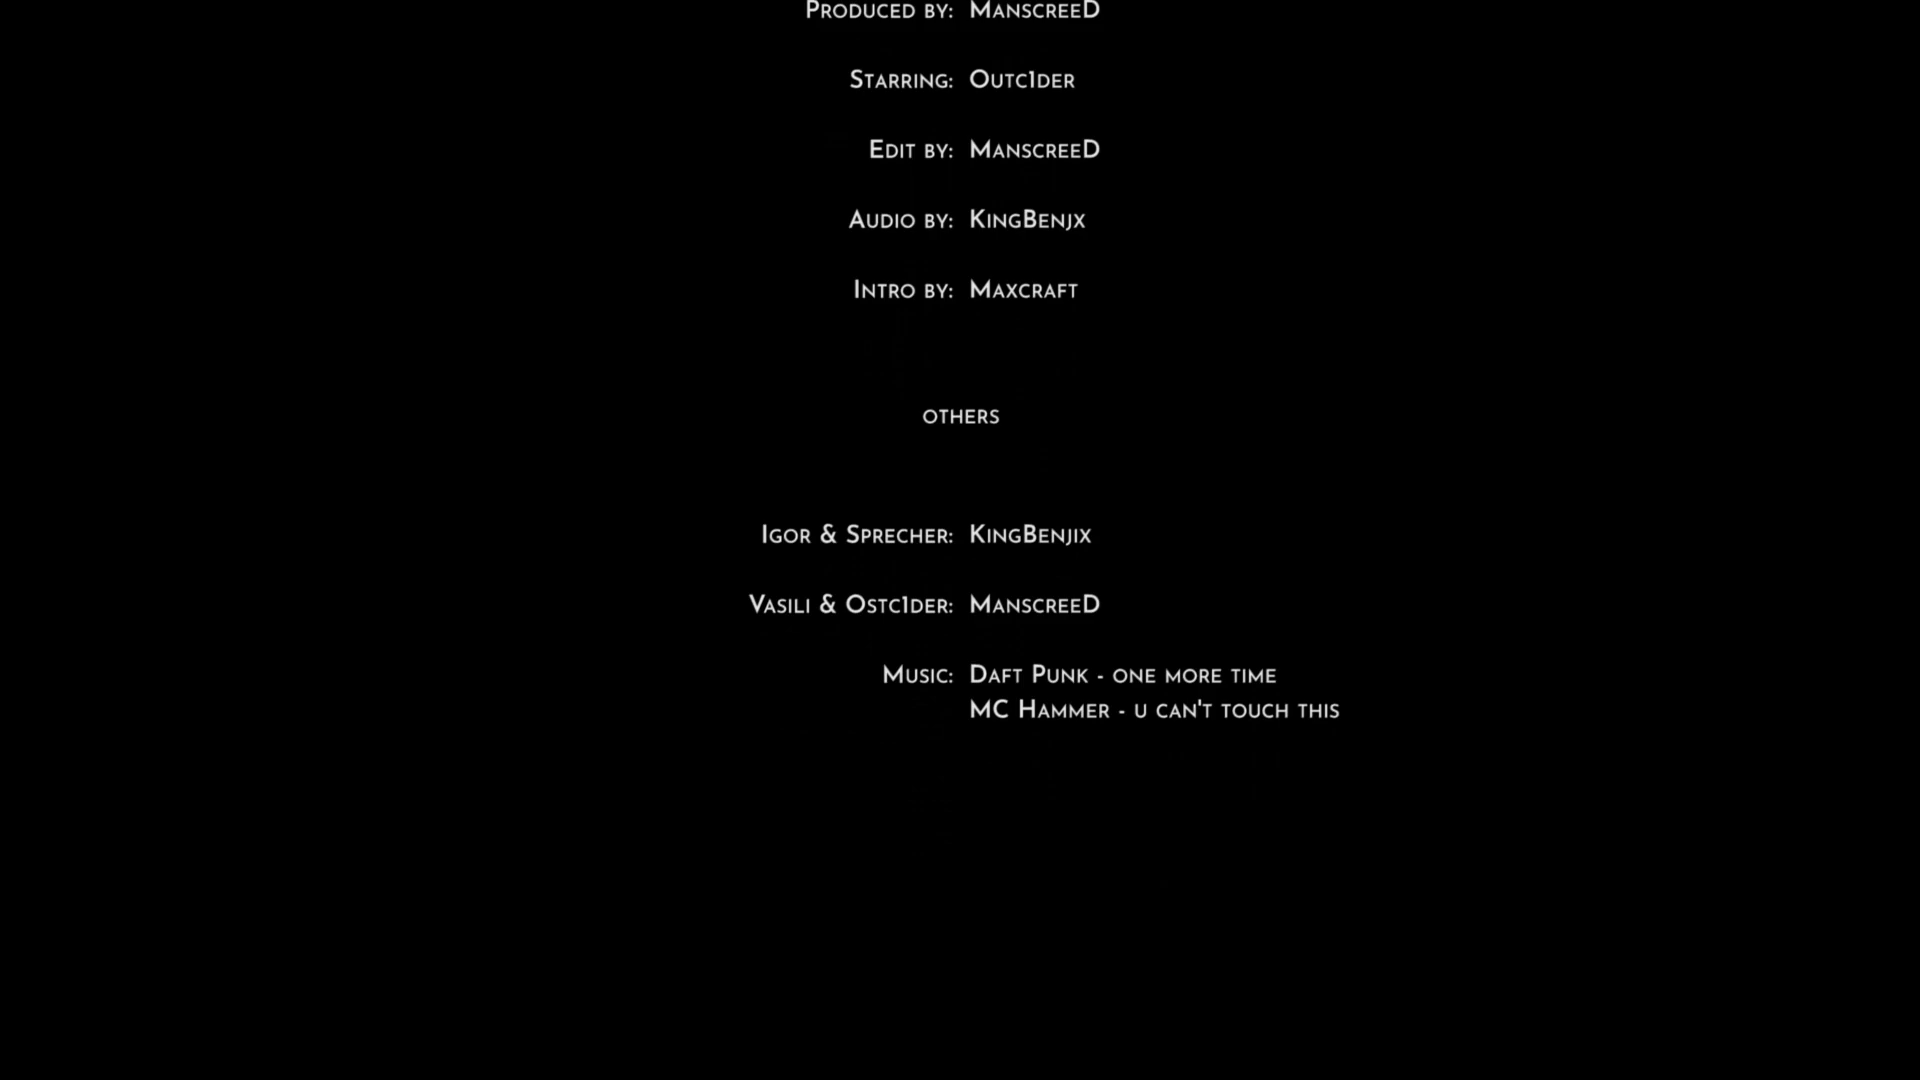 Produced by: ManscreeD
Starring: Outc1der
Edit by: ManscreeD
Audio by: KingBenjx
Intro by: Maxcraft
others
Igor & Sprecher: KingBenjix
Vasili & Ostc1der: ManscreeD
Music: Daft Punk - one more time
MC Hammer - u can't touch this